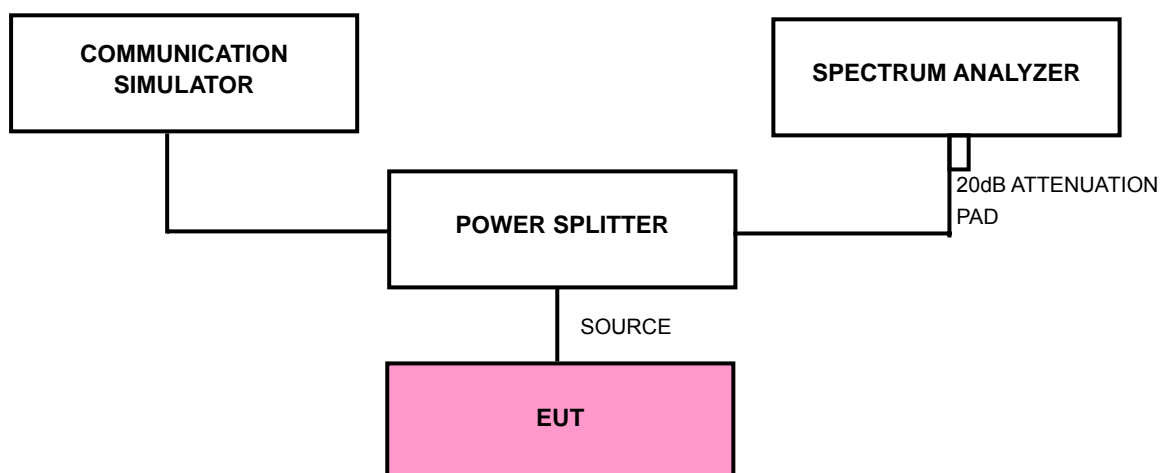 COMMUNICATION
SIMULATOR
SPECTRUM ANALYZER
20dB ATTENUATION
PAD
POWER SPLITTER
SOURCE
EUT